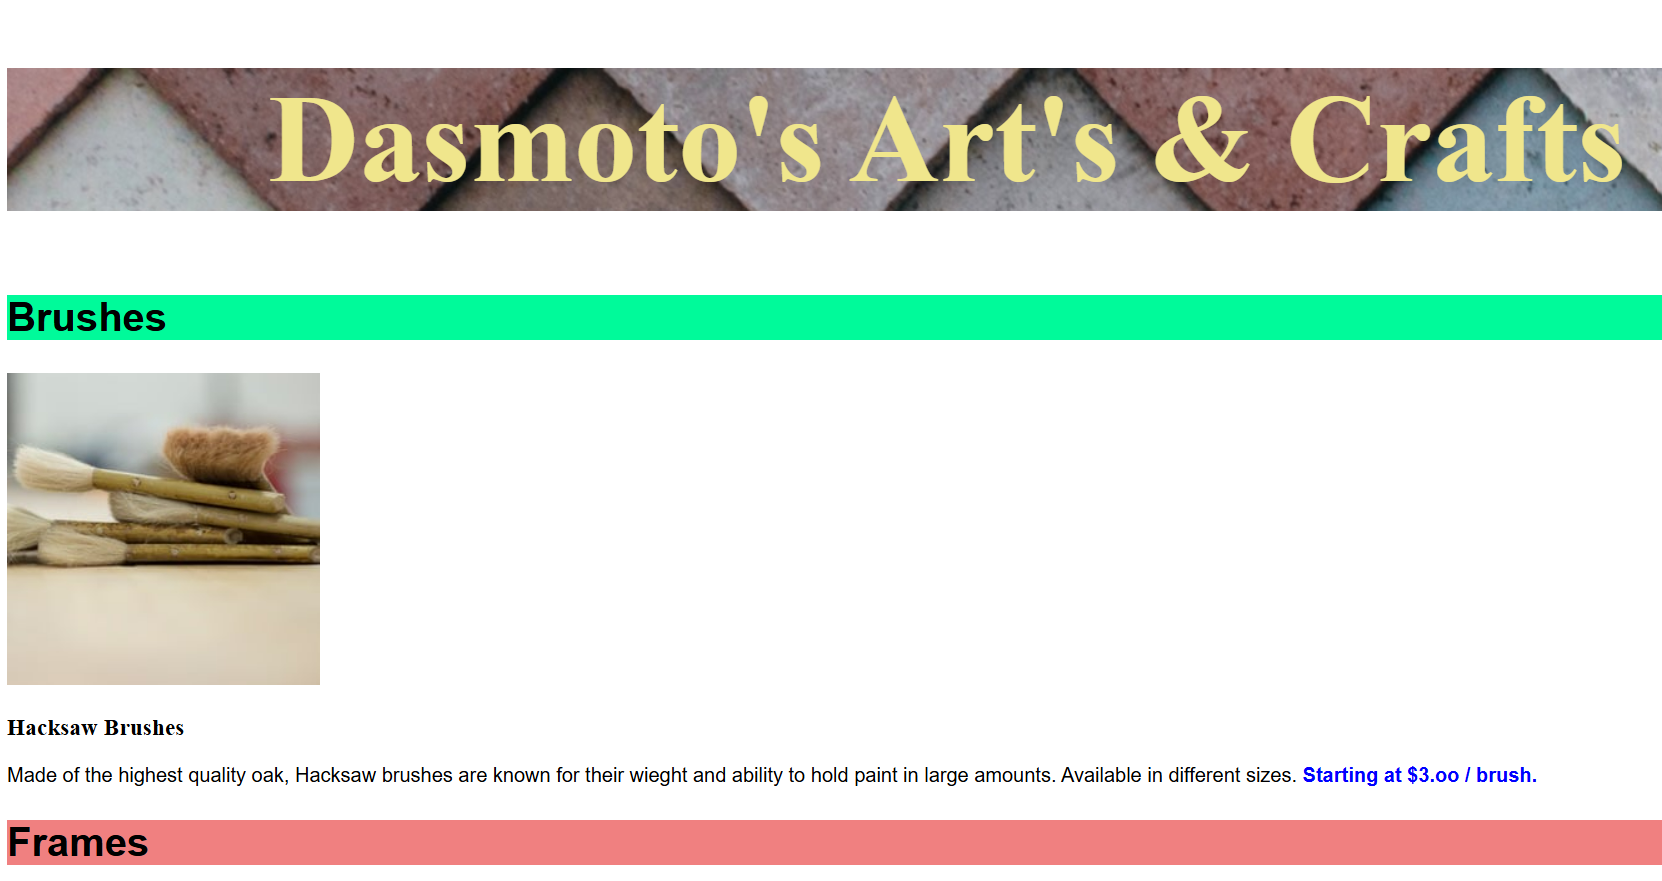 Dasmoto's Art's & Crafts
Brushes
Hacksaw Brushes
Made of the highest quality oak, Hacksaw brushes are known for their wieght and ability to hold paint in large amounts. Available in different sizes. Starting at $3.oo / brush.
Frames